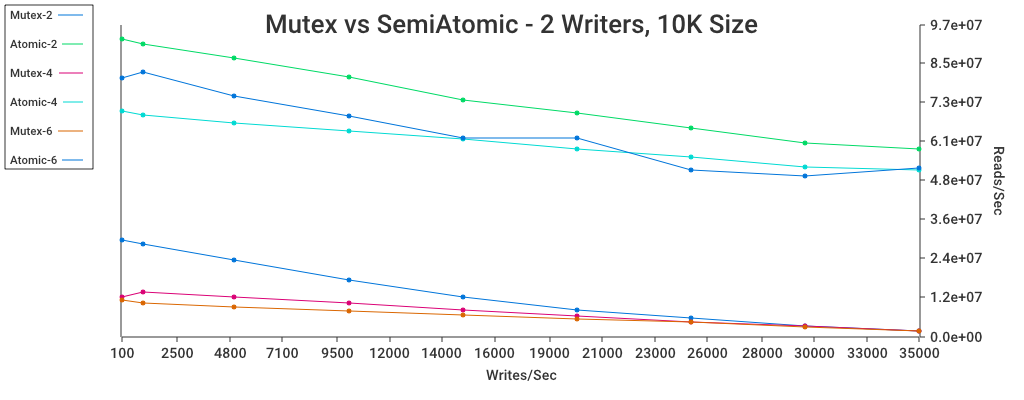 Mutex vs SemiAtomic - 2 Writers, 10K Size
Mutex-2
Atomic-2
Mutex-4
Atomic-4
Mutex-6
Atomic-6
9.7e+07
8.5e+07
7.3e+07
6.1e+07
4.8e+07
3.6e+07
2.4e+07
1.2e+07
0.0e+00
Reads/Sec
100 2500 4800 7100 9500 12000 14000 16000 19000 21000 23000 26000 28000 30000 33000 35000
Writes/Sec